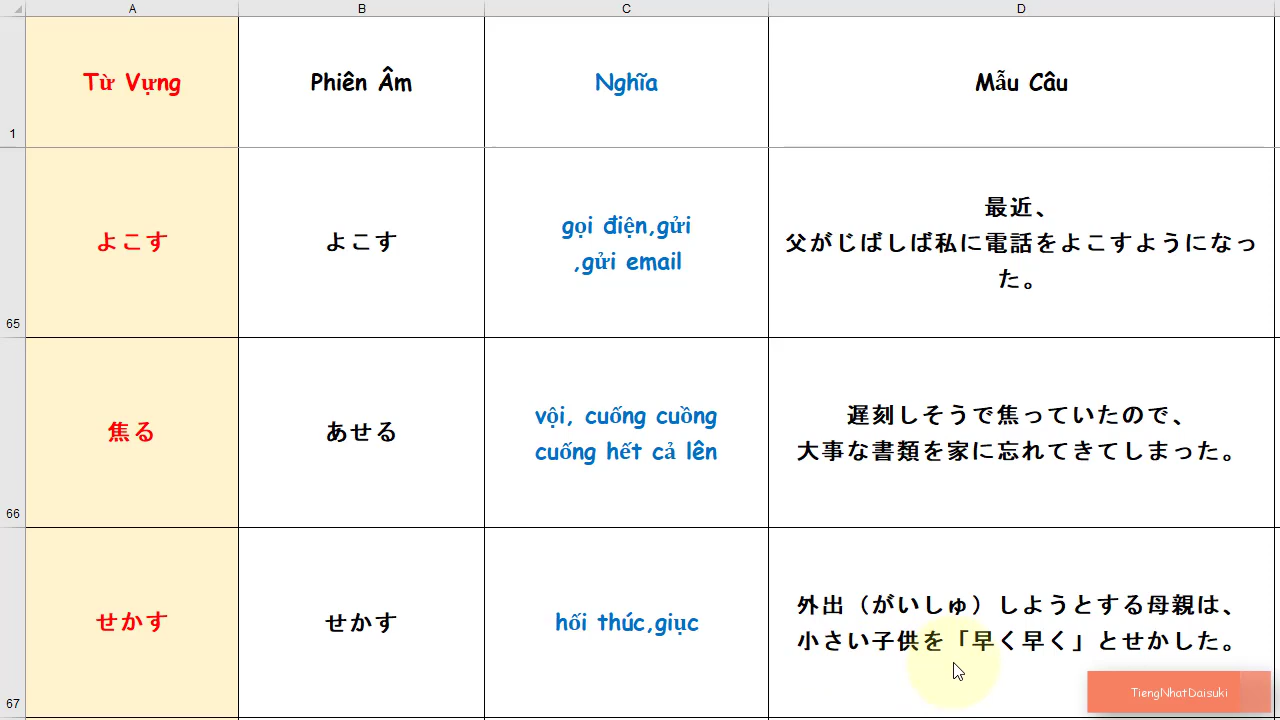 A B C D
1 Từ Vựng Phiên Âm Nghĩa Mẫu Câu
65 よこす よこす gọi điện,gửi
,gửi email
最近、
父がじばしば私に電話をよこすようになっ
た。
66 焦る あせる vội, cuống cuồng
cuống hết cả lên
遅刻しそうで焦っていたので、
大事な書類を家に忘れてきてしまった。
67 せかす せかす hối thúc,giục
外出（がいしゅ）しようとする母親は、
小さい子供を「早く早く」とせかした。
TiengNhatDaisuki